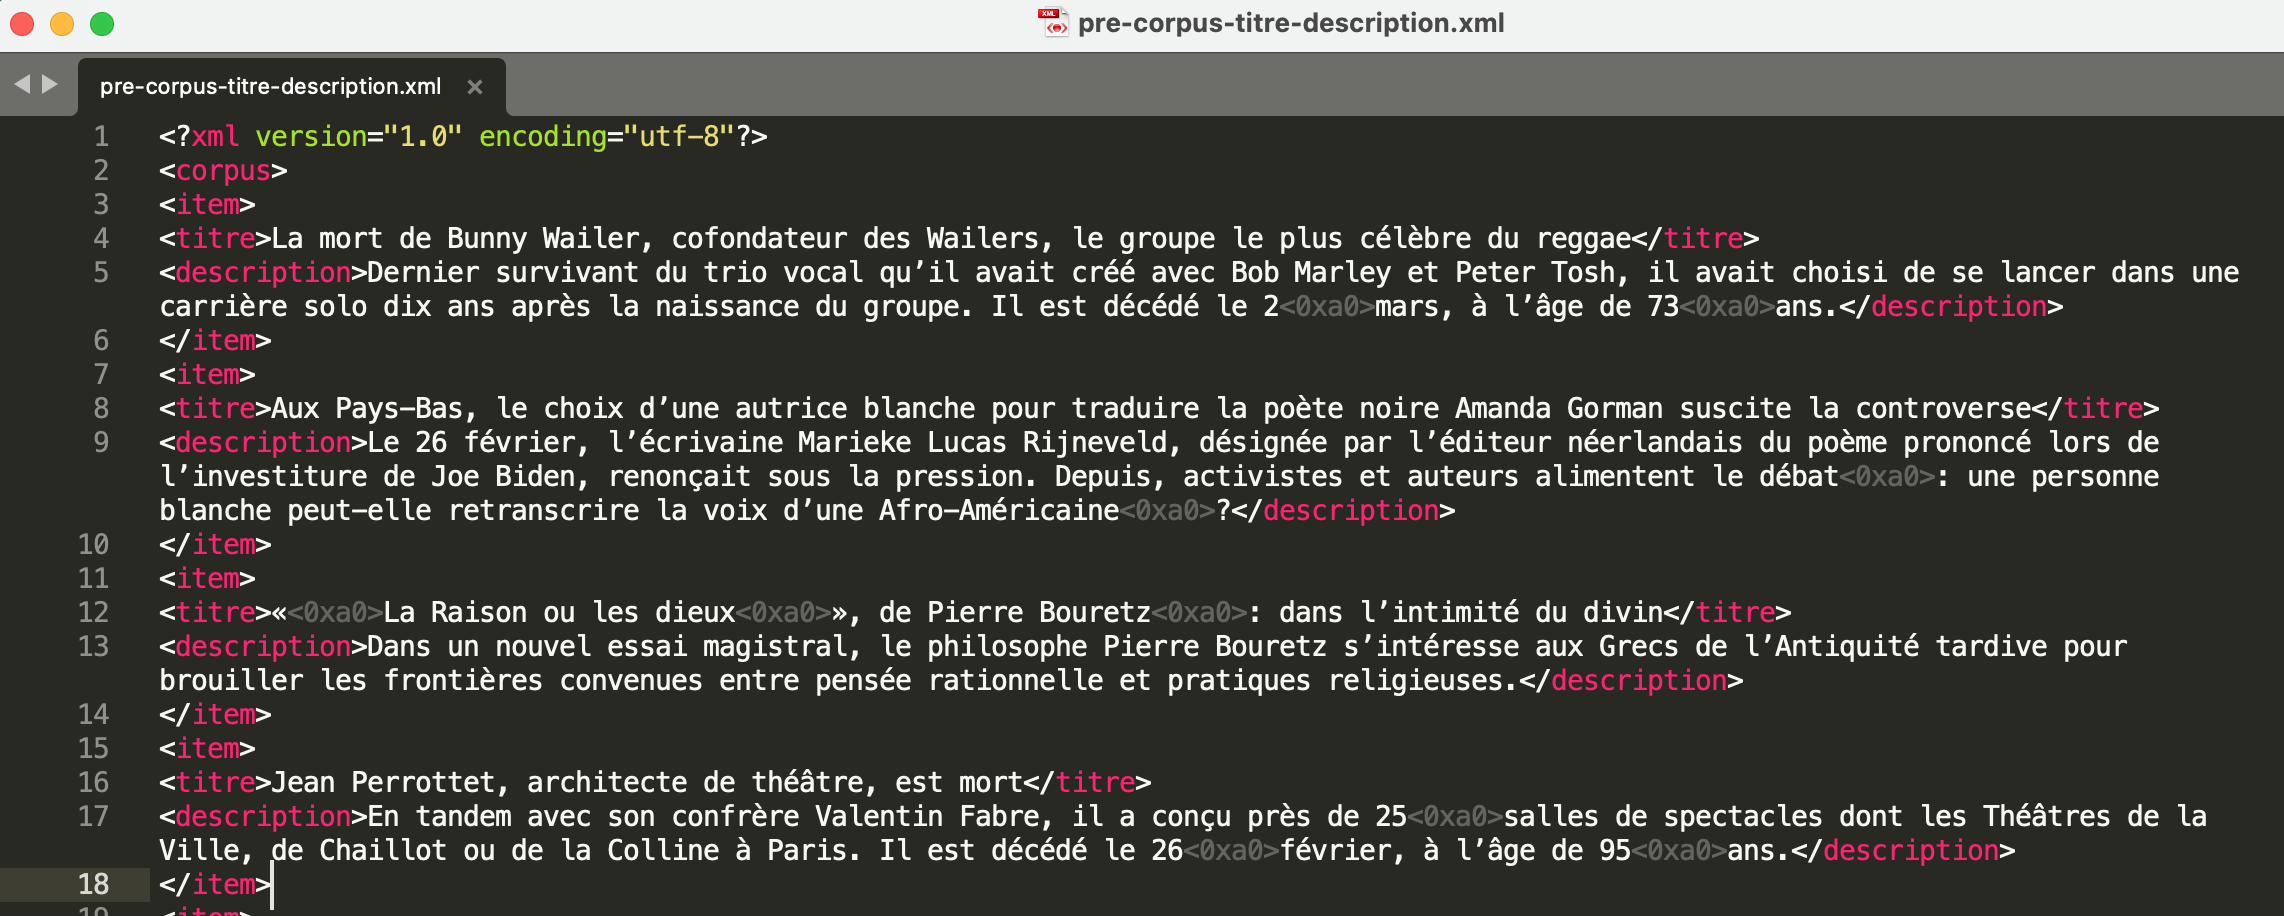 pre-corpus-titre-description.xml
pre-corpus-titre-description.xml ×
1 <?xml version="1.0" encoding="utf-8"?>
2 <corpus>
3 <item>
4 <titre>La mort de Bunny Wailer, cofondateur des Wailers, le groupe le plus célèbre du reggae</titre>
5 <description>Dernier survivant du trio vocal qu’il avait créé avec Bob Marley et Peter Tosh, il avait choisi de se lancer dans une
carrière solo dix ans après la naissance du groupe. Il est décédé le 2<0xa0>mars, à l’âge de 73<0xa0>ans.</description>
6 </item>
7 <item>
8 <titre>Aux Pays-Bas, le choix d’une autrice blanche pour traduire la poète noire Amanda Gorman suscite la controverse</titre>
9 <description>Le 26 février, l’écrivaine Marieke Lucas Rijneveld, désignée par l’éditeur néerlandais du poème prononcé lors de
l’investiture de Joe Biden, renonçait sous la pression. Depuis, activistes et auteurs alimentent le débat<0xa0>: une personne
blanche peut-elle retranscrire la voix d’une Afro-Américaine<0xa0>?</description>
10 </item>
11 <item>
12 <titre>«<0xa0>La Raison ou les dieux<0xa0>», de Pierre Bouretz<0xa0>: dans l’intimité du divin</titre>
13 <description>Dans un nouvel essai magistral, le philosophe Pierre Bouretz s’intéresse aux Grecs de l’Antiquité tardive pour
brouiller les frontières convenues entre pensée rationnelle et pratiques religieuses.</description>
14 </item>
15 <item>
16 <titre>Jean Perrottet, architecte de théâtre, est mort</titre>
17 <description>En tandem avec son confrère Valentin Fabre, il a conçu près de 25<0xa0>salles de spectacles dont les Théâtres de la
Ville, de Chaillot ou de la Colline à Paris. Il est décédé le 26<0xa0>février, à l’âge de 95<0xa0>ans.</description>
18 </item>
19 <item>